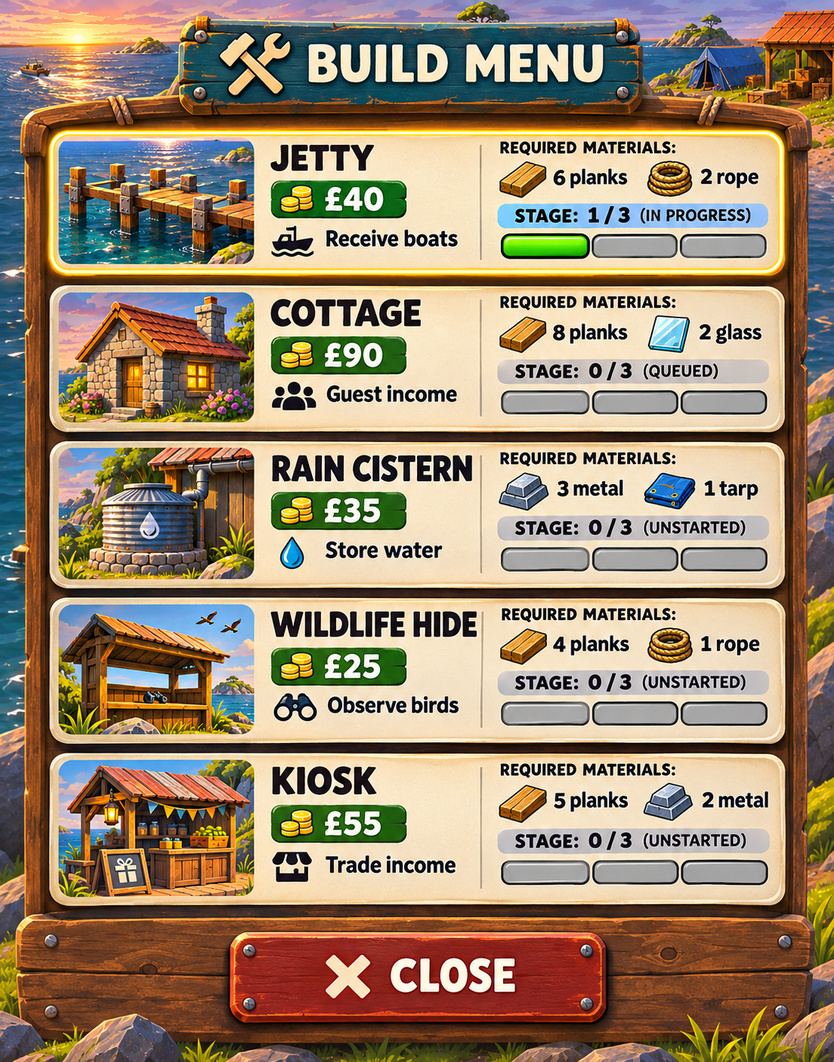 BUILD MENU
JETTY
£40
Receive boats
REQUIRED MATERIALS:
6 planks 2 rope
STAGE: 1 / 3 (IN PROGRESS)
COTTAGE
£90
Guest income
REQUIRED MATERIALS:
8 planks 2 glass
STAGE: 0 / 3 (QUEUED)
RAIN CISTERN
£35
Store water
REQUIRED MATERIALS:
3 metal 1 tarp
STAGE: 0 / 3 (UNSTARTED)
WILDLIFE HIDE
£25
Observe birds
REQUIRED MATERIALS:
4 planks 1 rope
STAGE: 0 / 3 (UNSTARTED)
KIOSK
£55
Trade income
REQUIRED MATERIALS:
5 planks 2 metal
STAGE: 0 / 3 (UNSTARTED)
CLOSE